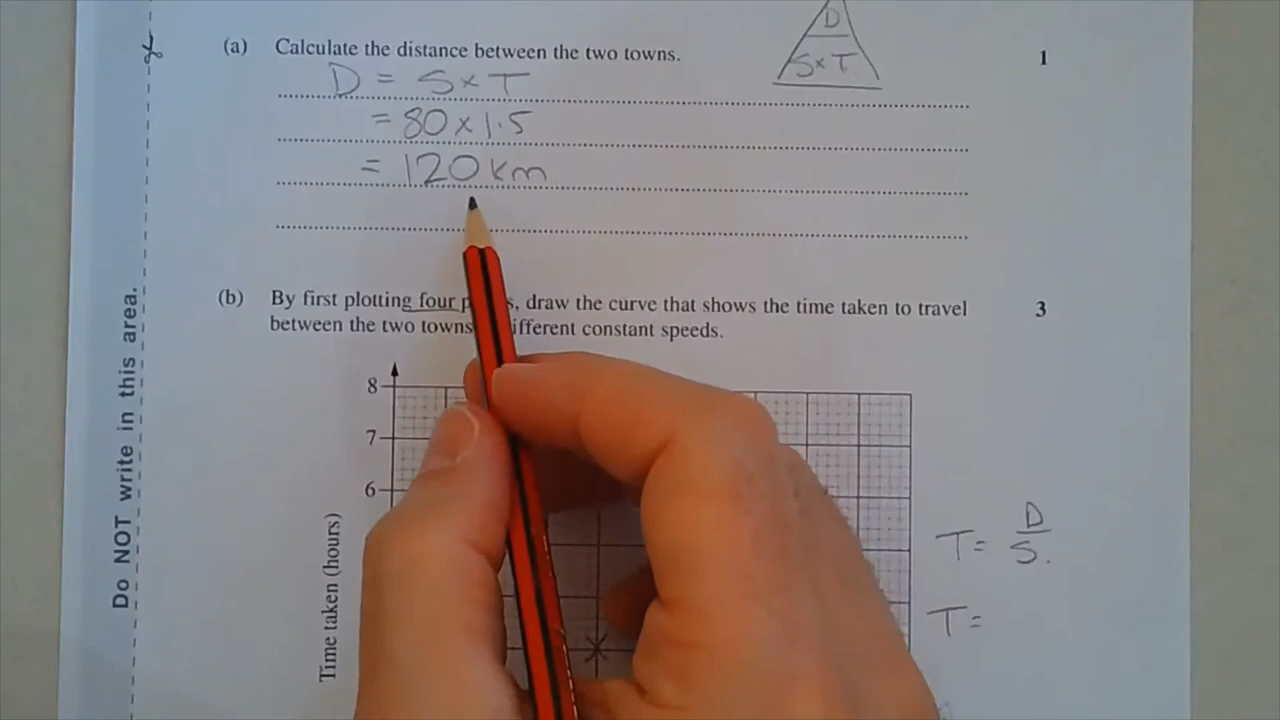 D
S×T
(a) Calculate the distance between the two towns. 1
D = S×T
= 80×1.5
= 120 km
(b) By first plotting four, draw the curve that shows the time taken to travel 3
between the two towns different constant speeds.
8
7
6
Time taken (hours)
T = D
S.
T =
Do NOT write in this area.